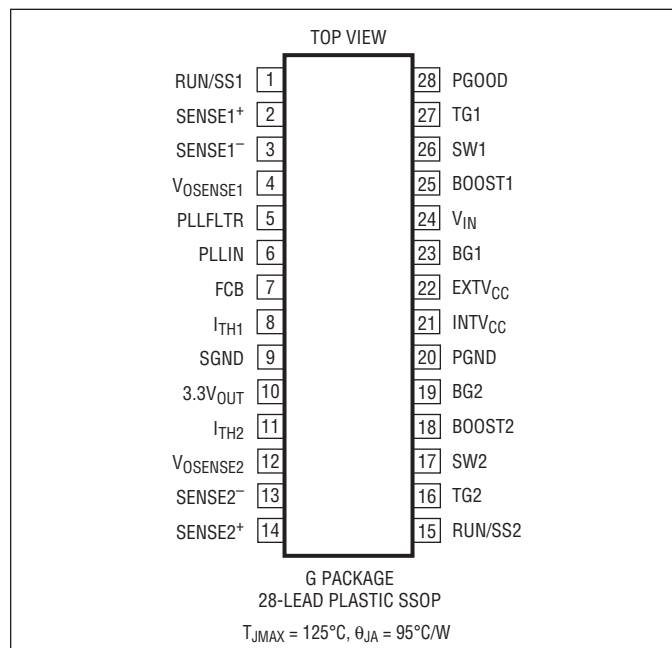 TOP VIEW
RUN/SS1 1
SENSE1⁺ 2
SENSE1⁻ 3
VOSENSE1 4
PLLFLTR 5
PLLIN 6
FCB 7
ITH1 8
SGND 9
3.3VOUT 10
ITH2 11
VOSENSE2 12
SENSE2⁻ 13
SENSE2⁺ 14
28 PGOOD
27 TG1
26 SW1
25 BOOST1
24 VIN
23 BG1
22 EXTVCC
21 INTVCC
20 PGND
19 BG2
18 BOOST2
17 SW2
16 TG2
15 RUN/SS2
G PACKAGE
28-LEAD PLASTIC SSOP
TJMAX = 125°C, θJA = 95°C/W